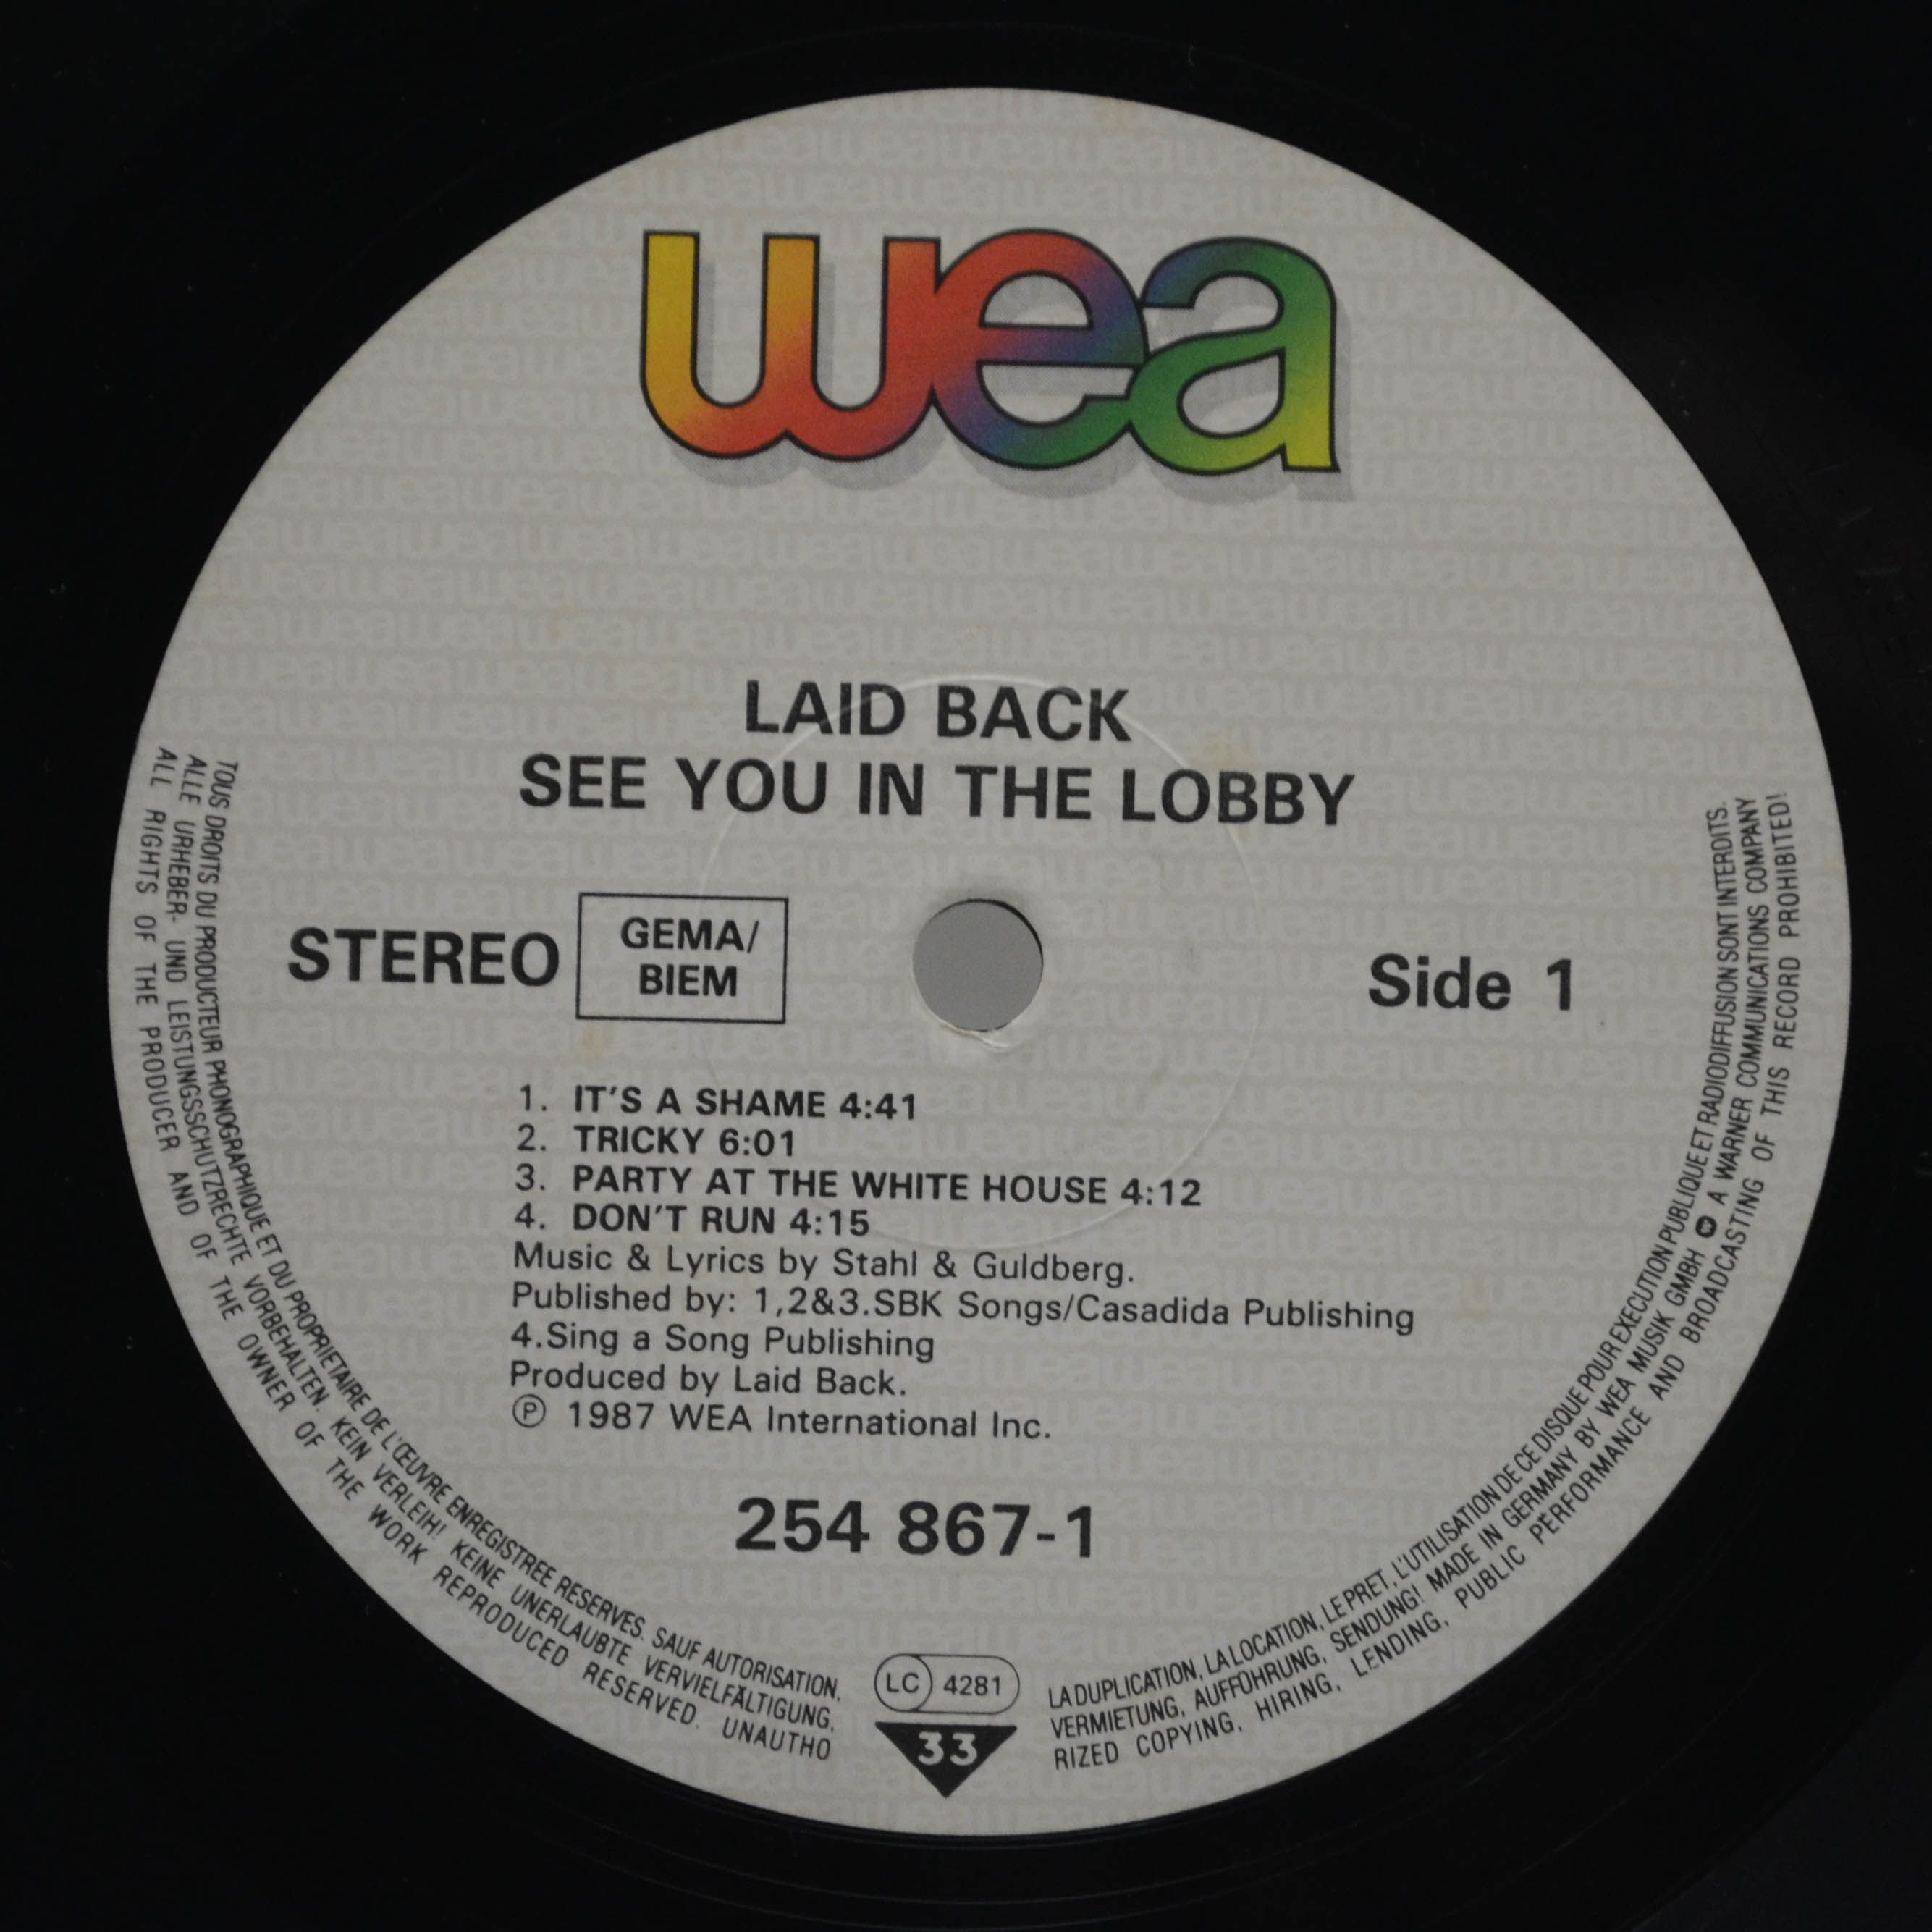 wea
LAID BACK
SEE YOU IN THE LOBBY
STEREO
GEMA/
BIEM
Side 1
1. IT'S A SHAME 4:41
2. TRICKY 6:01
3. PARTY AT THE WHITE HOUSE 4:12
4. DON'T RUN 4:15
Music & Lyrics by Stahl & Guldberg.
Published by: 1,2&3.SBK Songs/Casadida Publishing
4.Sing a Song Publishing
Produced by Laid Back.
Ⓟ 1987 WEA International Inc.
254 867-1
LC 4281
33
TOUS DROITS DU PRODUCTEUR PHONOGRAPHIQUE ET DU PROPRIETAIRE DE L'ŒUVRE ENREGISTREE RESERVES. SAUF AUTORISATION, LA DUPLICATION, LA LOCATION, LE PRET, L'UTILISATION DE CE DISQUE POUR EXECUTION PUBLIQUE ET RADIODIFFUSION SONT INTERDITS.
ALLE URHEBER- UND LEISTUNGSSCHUTZRECHTE VORBEHALTEN. KEIN VERLEIH! KEINE UNERLAUBTE VERVIELFÄLTIGUNG, VERMIETUNG, AUFFÜHRUNG, SENDUNG! MADE IN GERMANY BY WEA MUSIK GMBH A WARNER COMMUNICATIONS COMPANY
ALL RIGHTS OF THE PRODUCER AND OF THE OWNER OF THE WORK REPRODUCED RESERVED. UNAUTHORIZED COPYING, HIRING, LENDING, PUBLIC PERFORMANCE AND BROADCASTING OF THIS RECORD PROHIBITED!